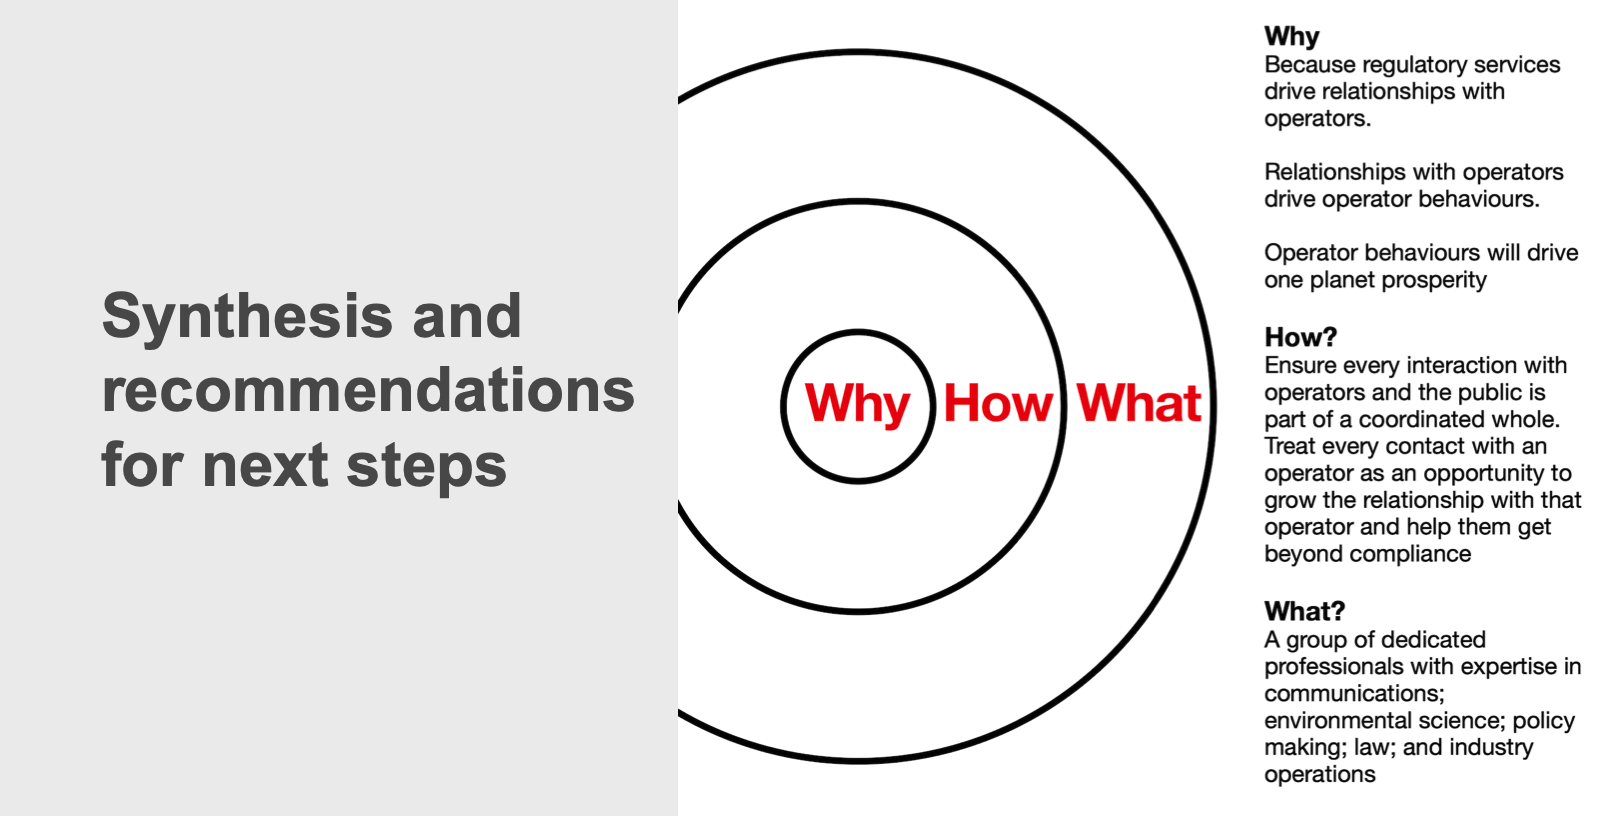 Synthesis and
recommendations
for next steps
Why How What
Why
Because regulatory services
drive relationships with
operators.
Relationships with operators
drive operator behaviours.
Operator behaviours will drive
one planet prosperity
How?
Ensure every interaction with
operators and the public is
part of a coordinated whole.
Treat every contact with an
operator as an opportunity to
grow the relationship with that
operator and help them get
beyond compliance
What?
A group of dedicated
professionals with expertise in
communications;
environmental science; policy
making; law; and industry
operations